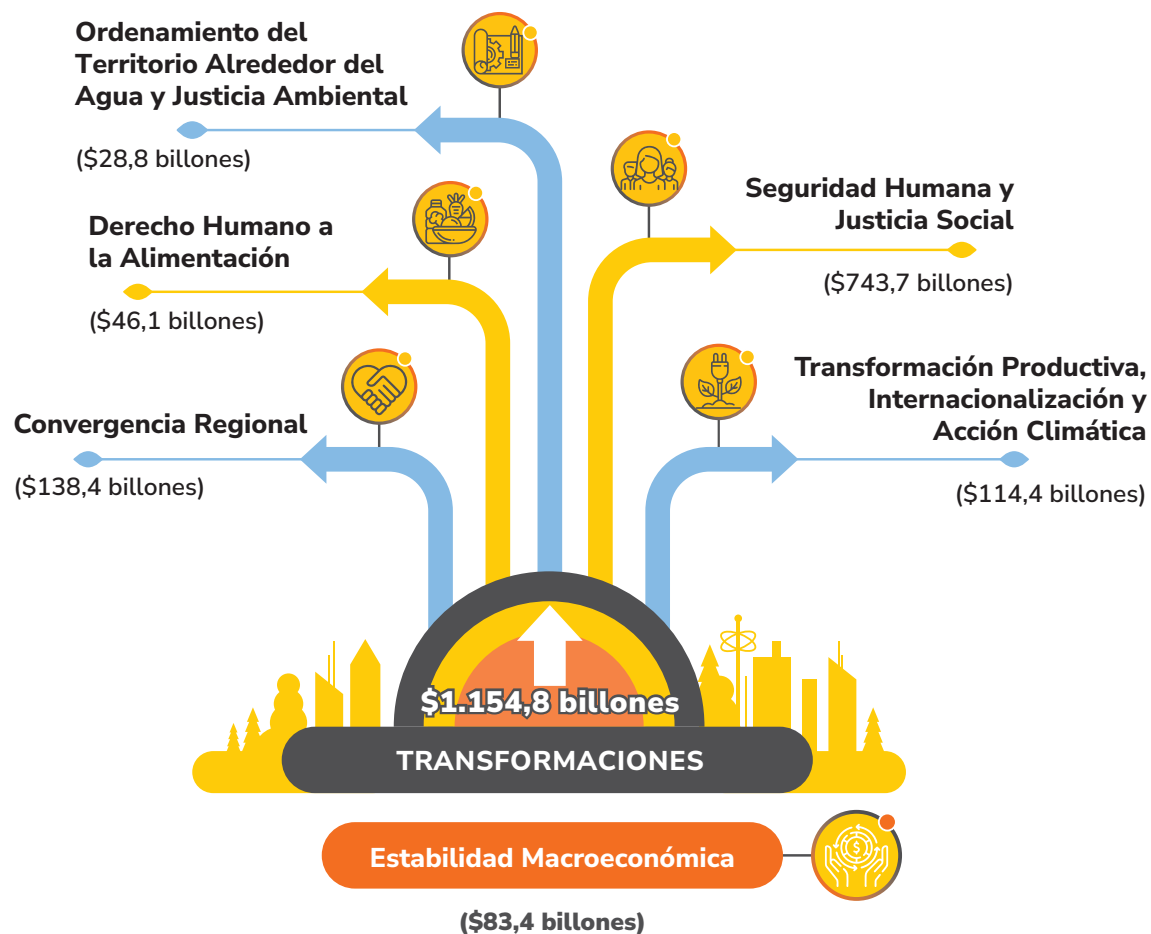 Ordenamiento del
Territorio Alrededor del
Agua y Justicia Ambiental
($28,8 billones)
Derecho Humano a
la Alimentación
($46,1 billones)
Convergencia Regional
($138,4 billones)
Seguridad Humana y
Justicia Social
($743,7 billones)
Transformación Productiva,
Internacionalización y
Acción Climática
($114,4 billones)
$1.154,8 billones
TRANSFORMACIONES
Estabilidad Macroeconómica
($83,4 billones)